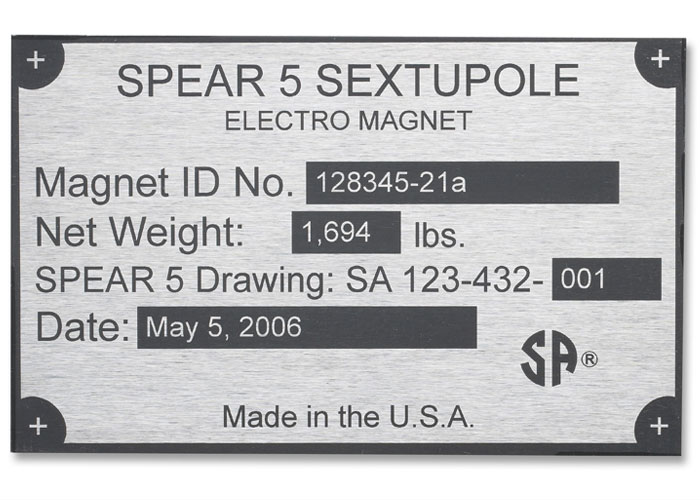 SPEAR 5 SEXTUPOLE
ELECTRO MAGNET
Magnet ID No. 128345-21a
Net Weight: 1,694 lbs.
SPEAR 5 Drawing: SA 123-432- 001
Date: May 5, 2006
SA®
Made in the U.S.A.